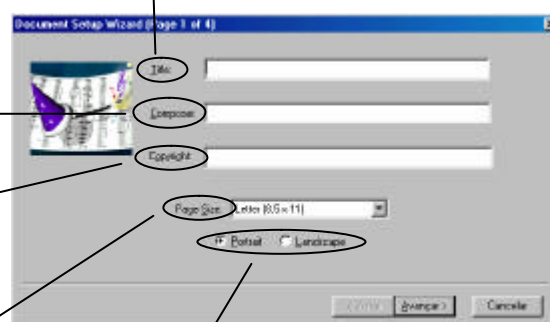 Document Setup Wizard (Page 1 of 4)
Title:
Composer:
Copyright:
Page Size: Letter (8.5 x 11)
Portrait Landscape
Avançar > Cancelar